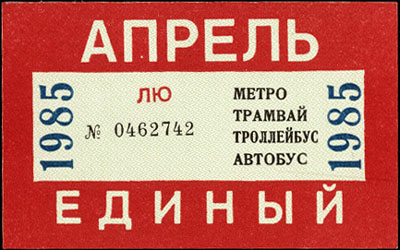 АПРЕЛЬ
1985
ЛЮ
№ 0462742
МЕТРО
ТРАМВАЙ
ТРОЛЛЕЙБУС
АВТОБУС
1985
ЕДИНЫЙ